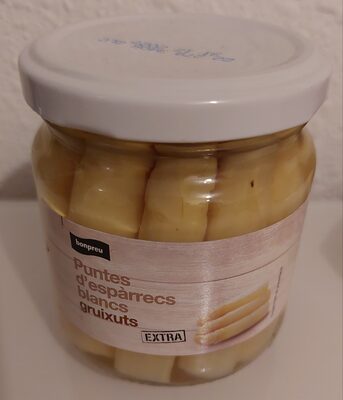 bonpreu
Puntes
d'espàrrecs
blancs
gruixuts
EXTRA